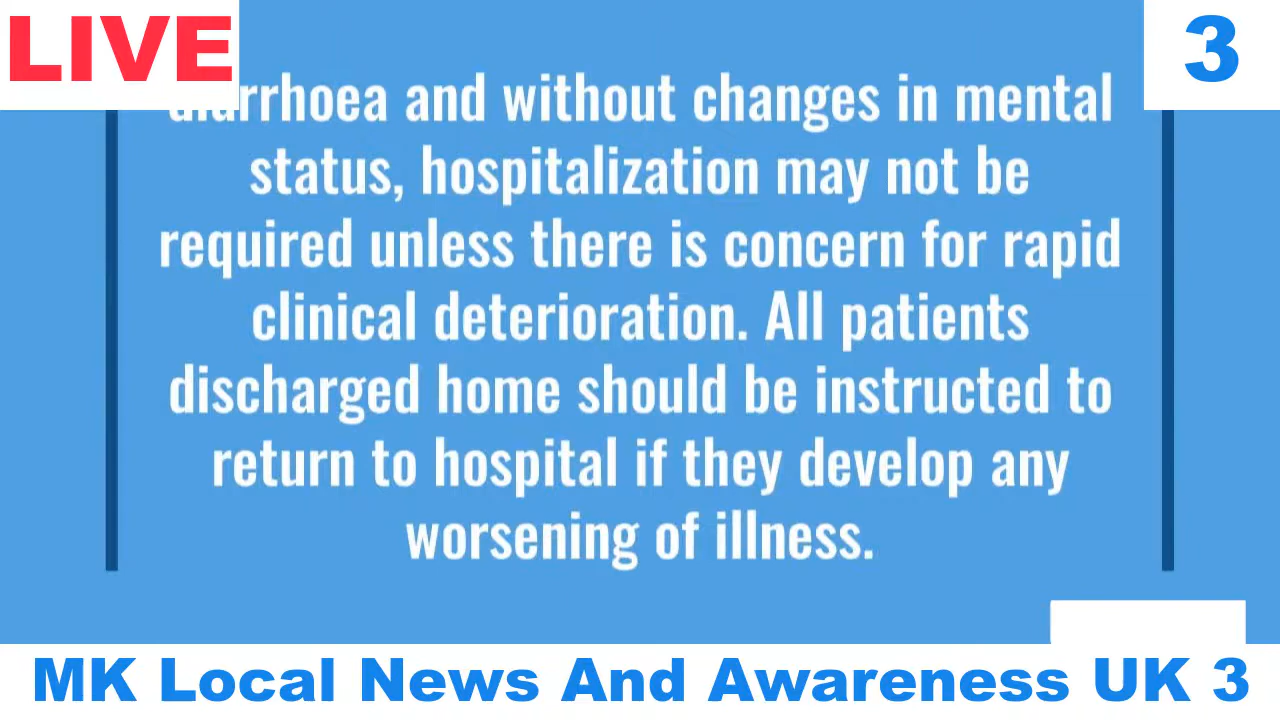 LIVE
3
diarrhoea and without changes in mental
status, hospitalization may not be
required unless there is concern for rapid
clinical deterioration. All patients
discharged home should be instructed to
return to hospital if they develop any
worsening of illness.
MK Local News And Awareness UK 3